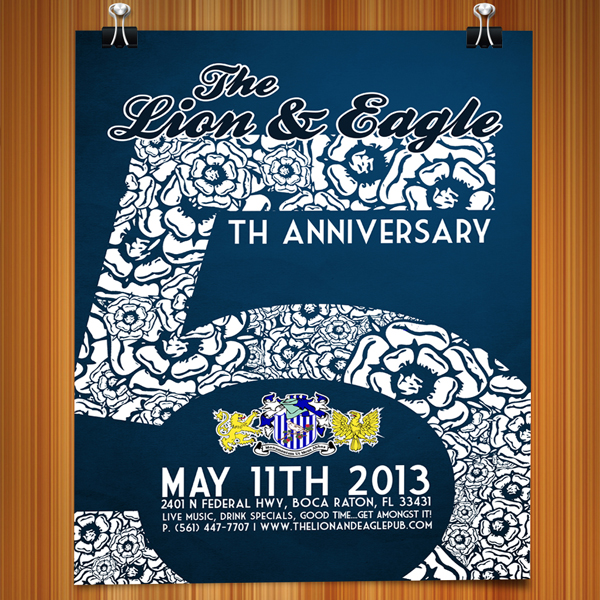 The
Lion & Eagle
5
TH ANNIVERSARY
MAY 11TH 2013
2401 N FEDERAL HWY, BOCA RATON, FL 33431
LIVE MUSIC, DRINK SPECIALS, GOOD TIME...GET AMONGST IT!
P. (561) 447-7707 | WWW.THELIONANDEAGLEPUB.COM